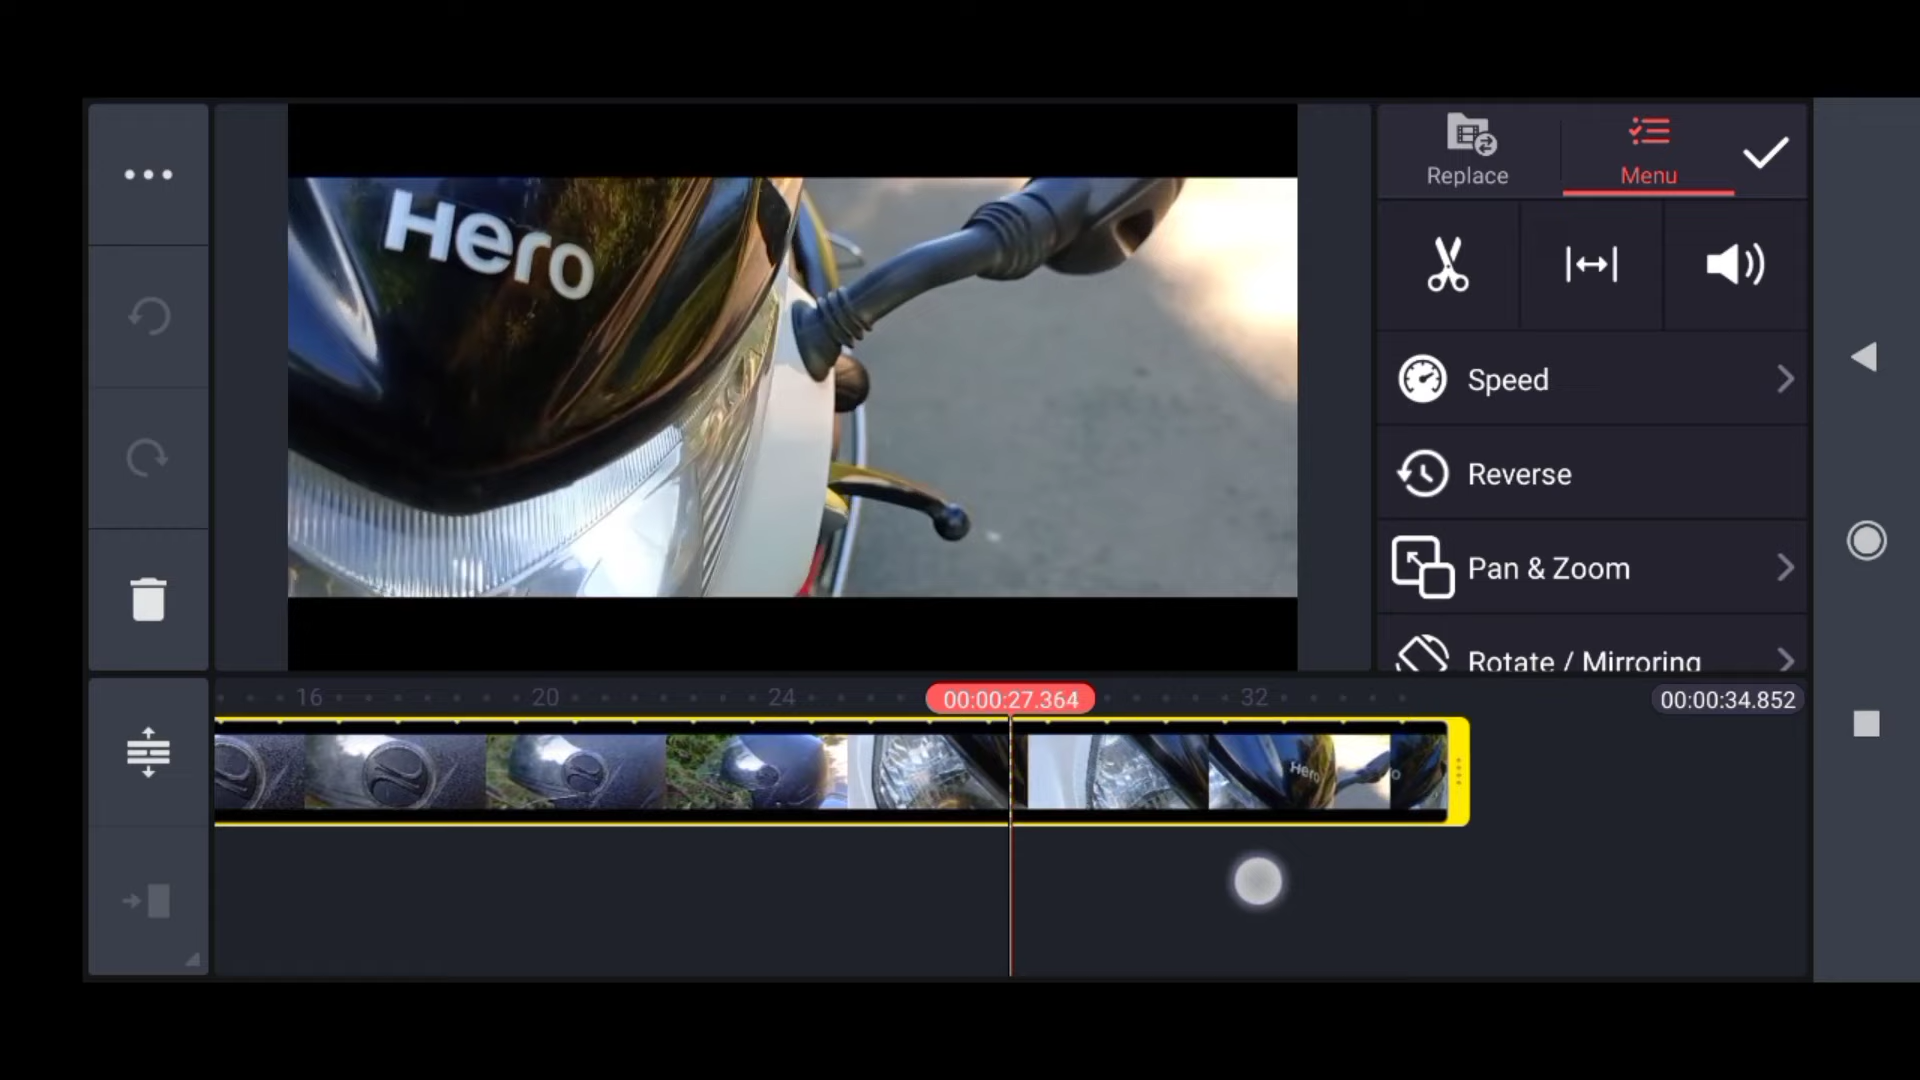 Replace
Menu
Hero
Speed
Reverse
Pan & Zoom
Rotate / Mirroring
16
20
24
00:00:27.364
32
00:00:34.852
Hero
o